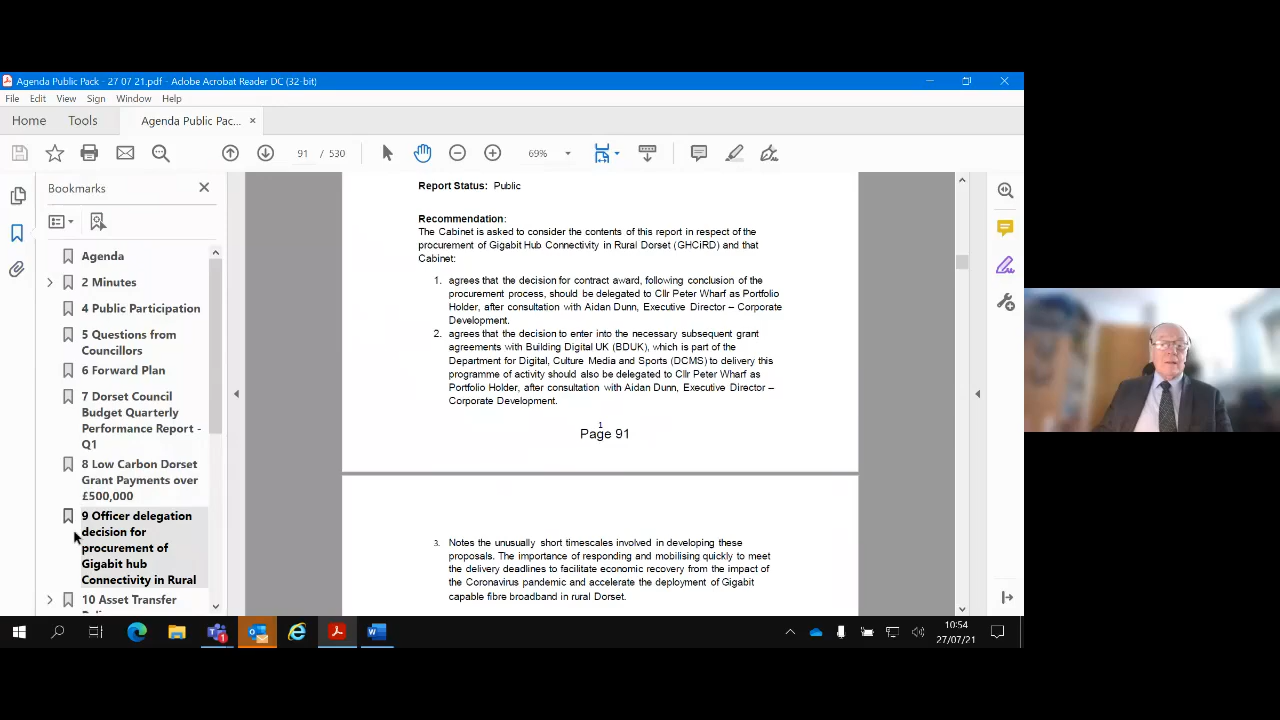 Agenda Public Pack - 27 07 21.pdf - Adobe Acrobat Reader DC (32-bit)
File Edit View Sign Window Help
Home Tools Agenda Public Pac... ×
91 / 530 69%
Bookmarks
Agenda
2 Minutes
4 Public Participation
5 Questions from
Councillors
6 Forward Plan
7 Dorset Council
Budget Quarterly
Performance Report -
Q1
8 Low Carbon Dorset
Grant Payments over
£500,000
9 Officer delegation
decision for
procurement of
Gigabit hub
Connectivity in Rural
10 Asset Transfer
Report Status: Public
Recommendation:
The Cabinet is asked to consider the contents of this report in respect of the
procurement of Gigabit Hub Connectivity in Rural Dorset (GHCiRD) and that
Cabinet:
1. agrees that the decision for contract award, following conclusion of the
procurement process, should be delegated to Cllr Peter Wharf as Portfolio
Holder, after consultation with Aidan Dunn, Executive Director – Corporate
Development.
2. agrees that the decision to enter into the necessary subsequent grant
agreements with Building Digital UK (BDUK), which is part of the
Department for Digital, Culture Media and Sports (DCMS) to delivery this
programme of activity should also be delegated to Cllr Peter Wharf as
Portfolio Holder, after consultation with Aidan Dunn, Executive Director –
Corporate Development.
1
Page 91
3. Notes the unusually short timescales involved in developing these
proposals. The importance of responding and mobilising quickly to meet
the delivery deadlines to facilitate economic recovery from the impact of
the Coronavirus pandemic and accelerate the deployment of Gigabit
capable fibre broadband in rural Dorset.
10:54
27/07/21